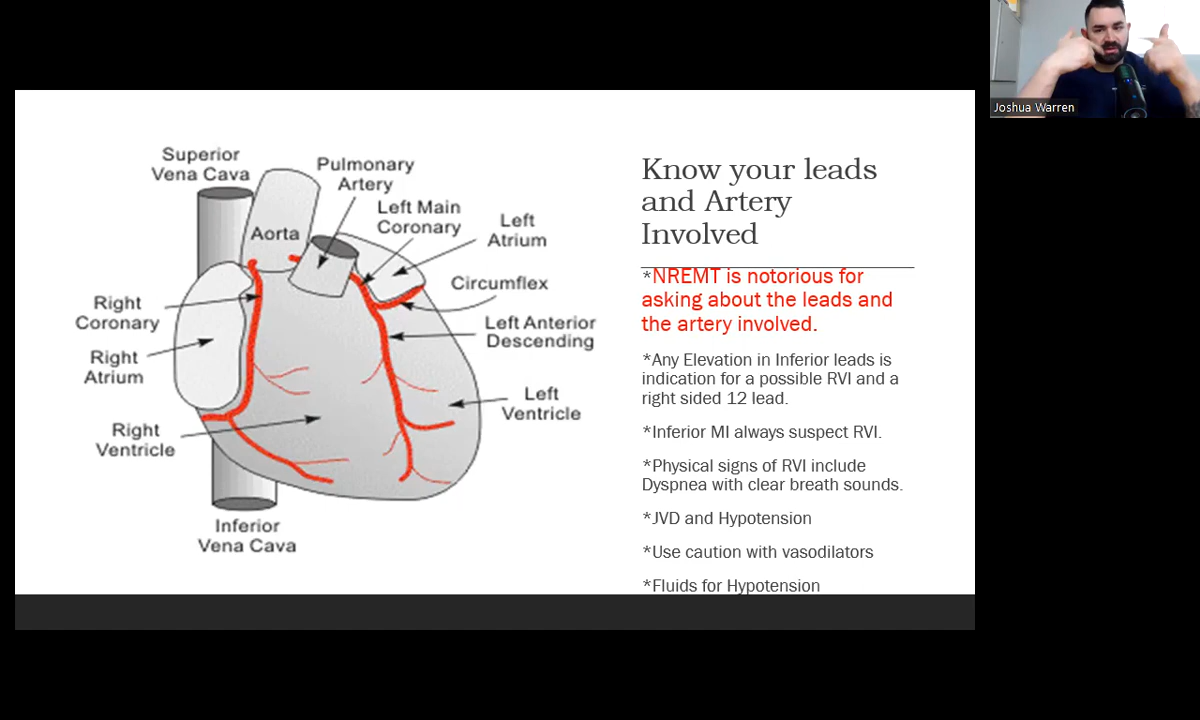 Joshua Warren
Superior
Vena Cava
Pulmonary
Artery
Left Main
Coronary
Left
Atrium
Aorta
Circumflex
Right
Coronary
Left Anterior
Descending
Right
Atrium
Left
Ventricle
Right
Ventricle
Inferior
Vena Cava
Know your leads
and Artery
Involved
*NREMT is notorious for
asking about the leads and
the artery involved.
*Any Elevation in Inferior leads is
indication for a possible RVI and a
right sided 12 lead.
*Inferior MI always suspect RVI.
*Physical signs of RVI include
Dyspnea with clear breath sounds.
*JVD and Hypotension
*Use caution with vasodilators
*Fluids for Hypotension